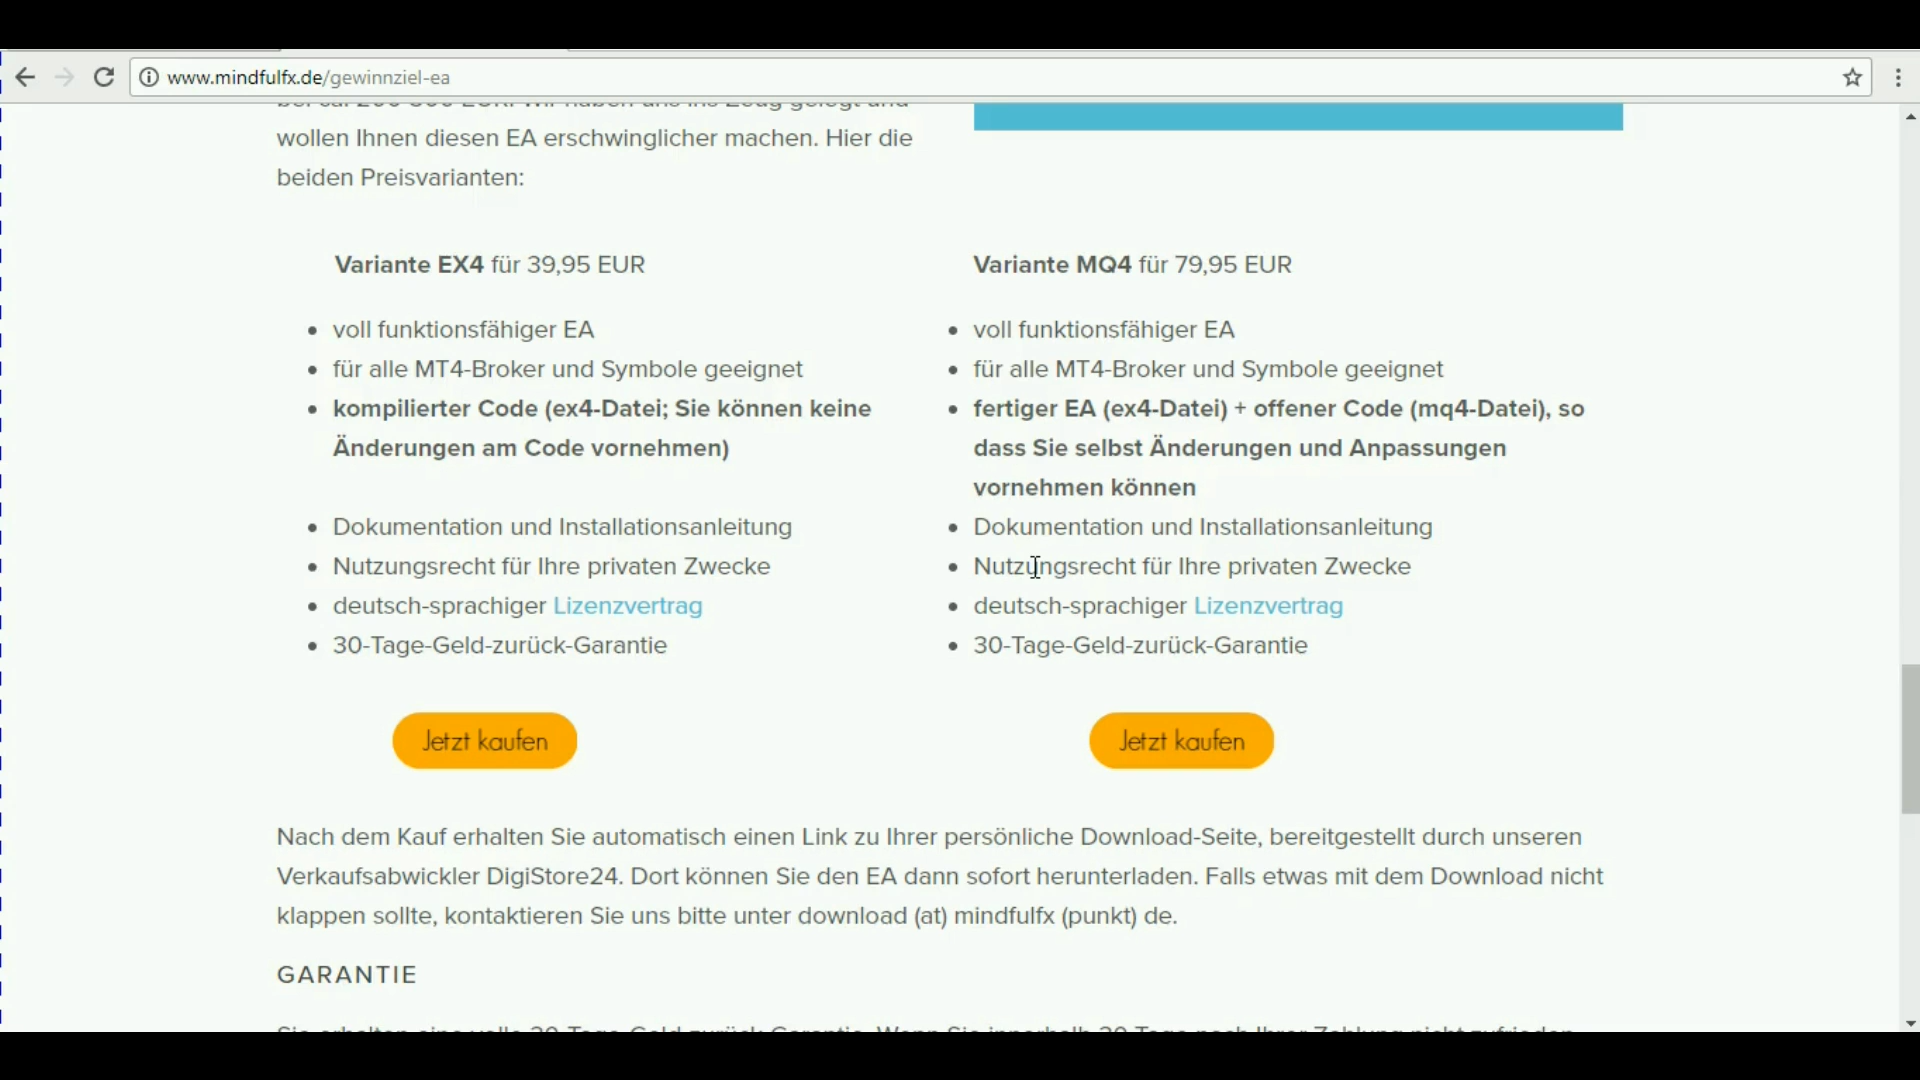 www.mindfulfx.de/gewinnziel-ea
wollen Ihnen diesen EA erschwinglicher machen. Hier die
beiden Preisvarianten:
Variante EX4 für 39,95 EUR
voll funktionsfähiger EA
für alle MT4-Broker und Symbole geeignet
kompilierter Code (ex4-Datei; Sie können keine
Änderungen am Code vornehmen)
Dokumentation und Installationsanleitung
Nutzungsrecht für Ihre privaten Zwecke
deutsch-sprachiger Lizenzvertrag
30-Tage-Geld-zurück-Garantie
Jetzt kaufen
Variante MQ4 für 79,95 EUR
voll funktionsfähiger EA
für alle MT4-Broker und Symbole geeignet
fertiger EA (ex4-Datei) + offener Code (mq4-Datei), so
dass Sie selbst Änderungen und Anpassungen
vornehmen können
Dokumentation und Installationsanleitung
Nutzungsrecht für Ihre privaten Zwecke
deutsch-sprachiger Lizenzvertrag
30-Tage-Geld-zurück-Garantie
Jetzt kaufen
Nach dem Kauf erhalten Sie automatisch einen Link zu Ihrer persönliche Download-Seite, bereitgestellt durch unseren
Verkaufsabwickler DigiStore24. Dort können Sie den EA dann sofort herunterladen. Falls etwas mit dem Download nicht
klappen sollte, kontaktieren Sie uns bitte unter download (at) mindfulfx (punkt) de.
GARANTIE